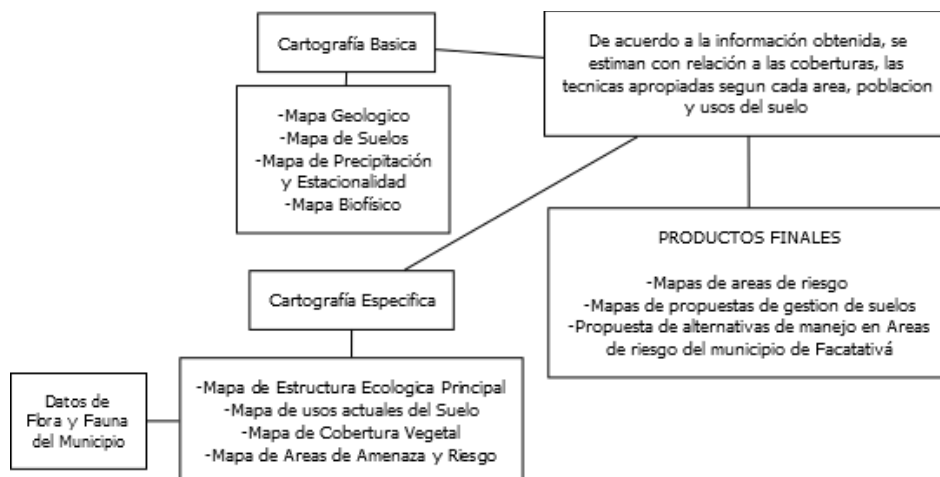 Cartografía Basica
De acuerdo a la información obtenida, se
estiman con relación a las coberturas, las
tecnicas apropiadas segun cada area, poblacion
y usos del suelo
-Mapa Geologico
-Mapa de Suelos
-Mapa de Precipitación
y Estacionalidad
-Mapa Biofísico
PRODUCTOS FINALES
-Mapas de areas de riesgo
-Mapas de propuestas de gestion de suelos
-Propuesta de alternativas de manejo en Areas
de riesgo del municipio de Facatativá
Cartografía Especifica
-Mapa de Estructura Ecologica Principal
-Mapa de usos actuales del Suelo
-Mapa de Cobertura Vegetal
-Mapa de Areas de Amenaza y Riesgo
Datos de
Flora y Fauna
del Municipio